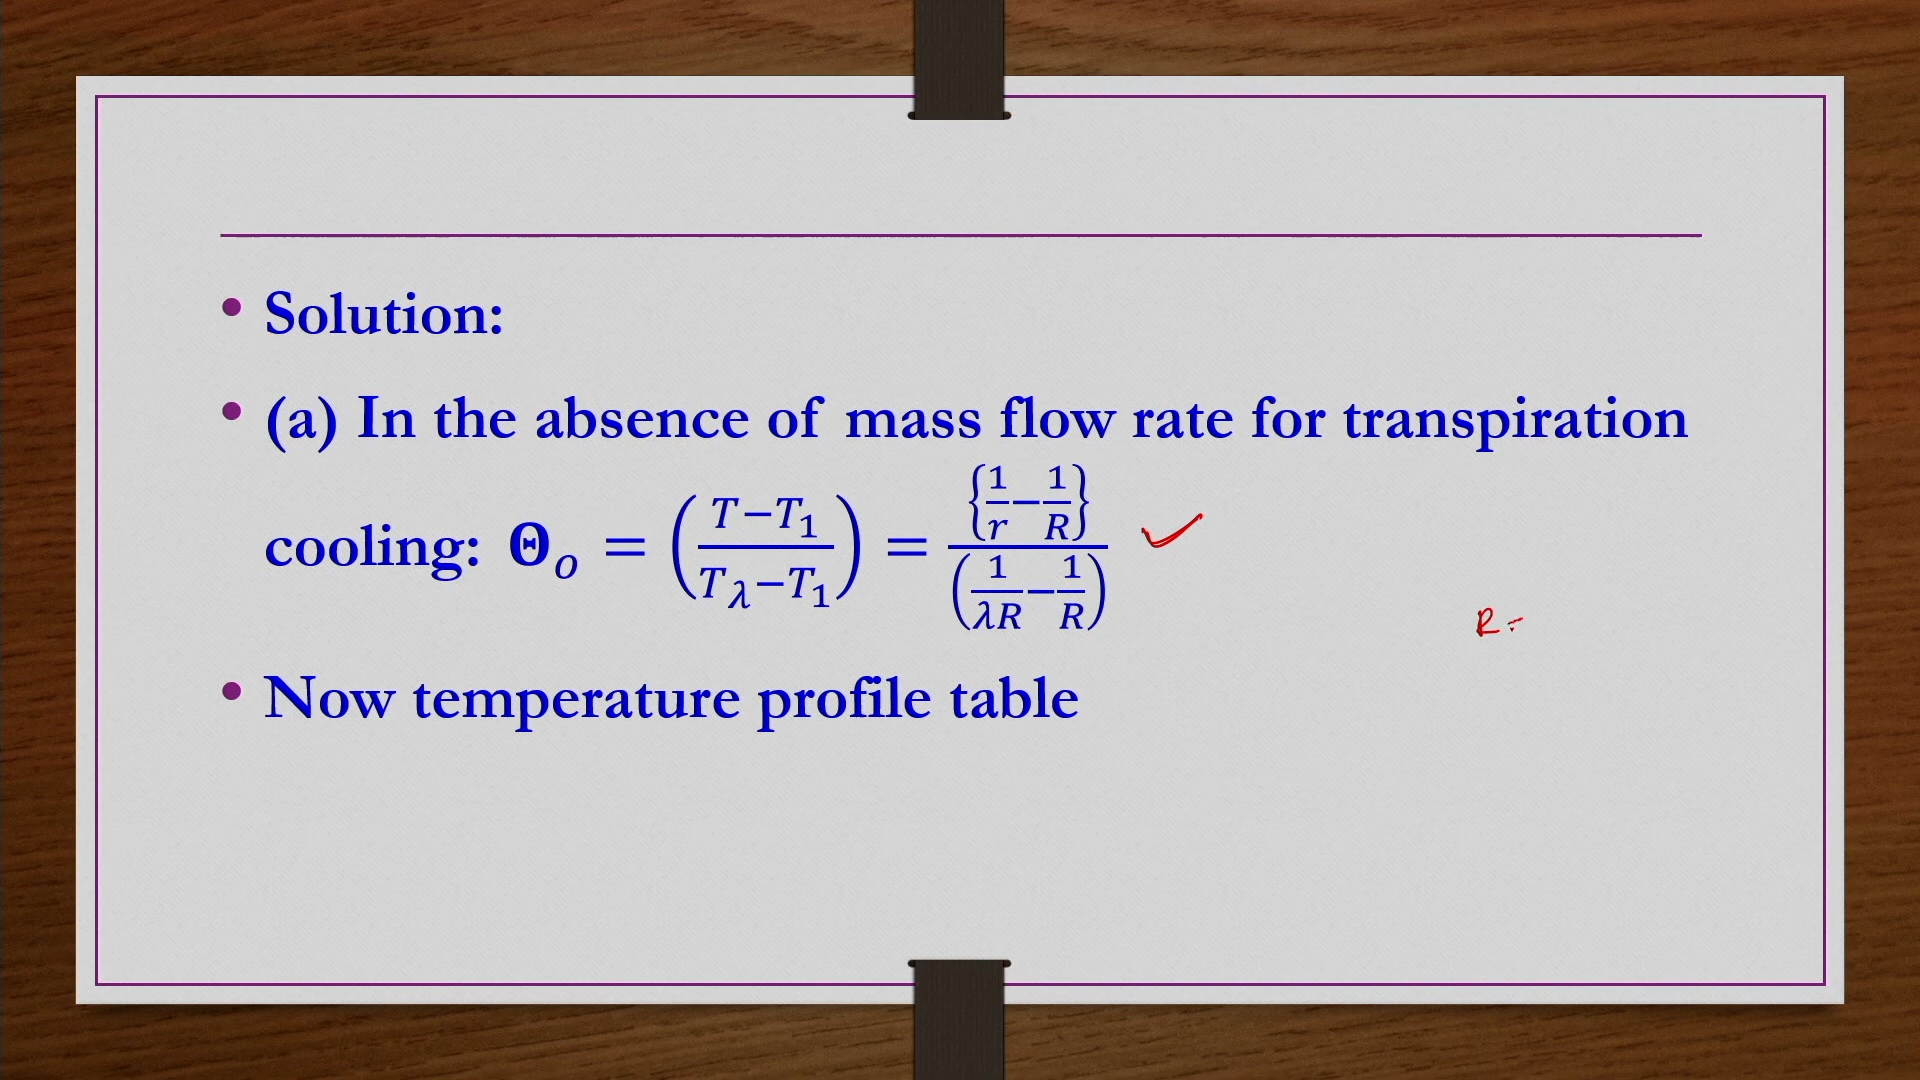 • Solution:
• (a) In the absence of mass flow rate for transpiration
cooling: Θ_o = ((T−T_1)/(T_λ−T_1)) = {1/r − 1/R}/(1/(λR) − 1/R) ✓
R =
• Now temperature profile table